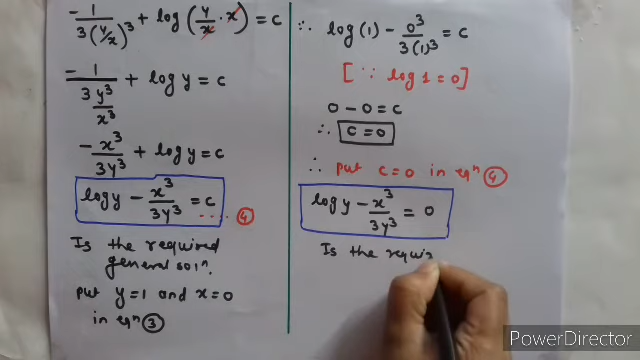 -1/3(y/x)³ + log(y/x · x) = c
-1/(3y³/x³) + log y = c
-x³/3y³ + log y = c
log y - x³/3y³ = c .... ④
Is the required
general solⁿ.
put y=1 and x=0
in eqⁿ ③
∴ log(1) - 0³/3(1)³ = c
[∵ log 1 = 0]
0 - 0 = c
∴ c = 0
∴ put c=0 in eqⁿ ④
log y - x³/3y³ = 0
Is the requi
PowerDirector